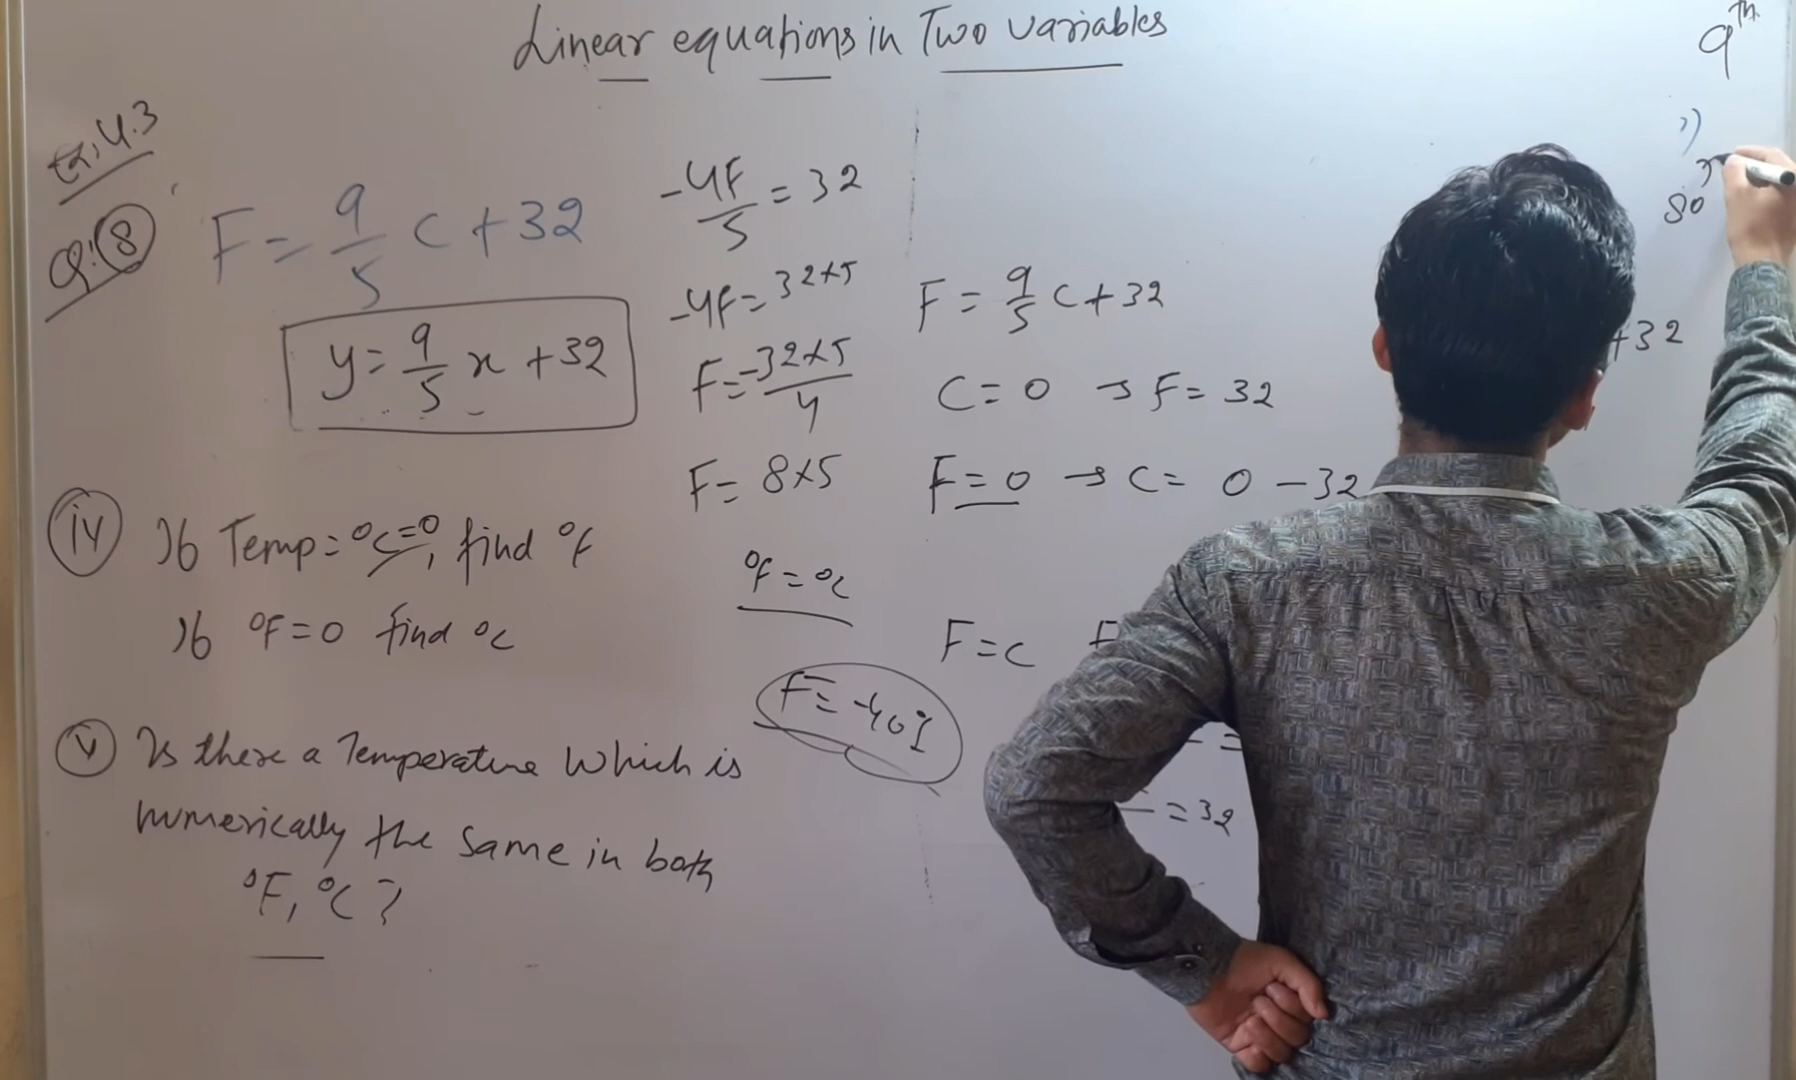 Linear equations in Two variables
9th
Ex: 4.3
Q: 8
F = 9/5 C + 32
y = 9/5 x + 32
iv If Temp = °C = 0, find °F
If °F = 0 find °C
v Is there a Temperature which is
numerically the same in both
°F, °C ?
-4F/5 = 32
-4F = 32×5
F = -32×5/4
F = 8×5
°F = °C
F = -40
F = 9/5 C + 32
C = 0 → F = 32
F = 0 → C = 0 - 32
F = C F
= 32
+32
80